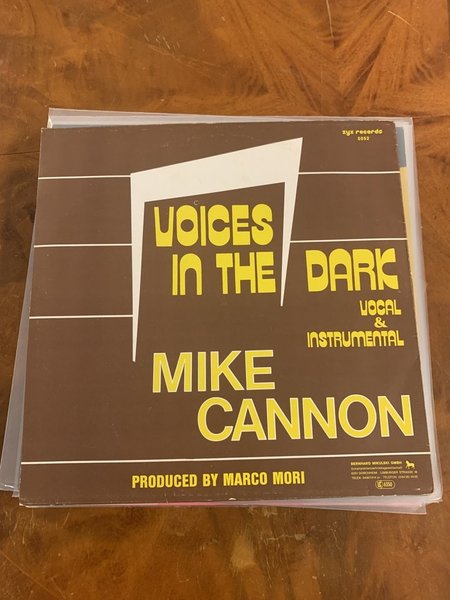 zyx records
5052
VOICES
IN THE DARK
VOCAL
&
INSTRUMENTAL
MIKE
CANNON
PRODUCED BY MARCO MORI
BERNHARD MIKULSKI GMBH